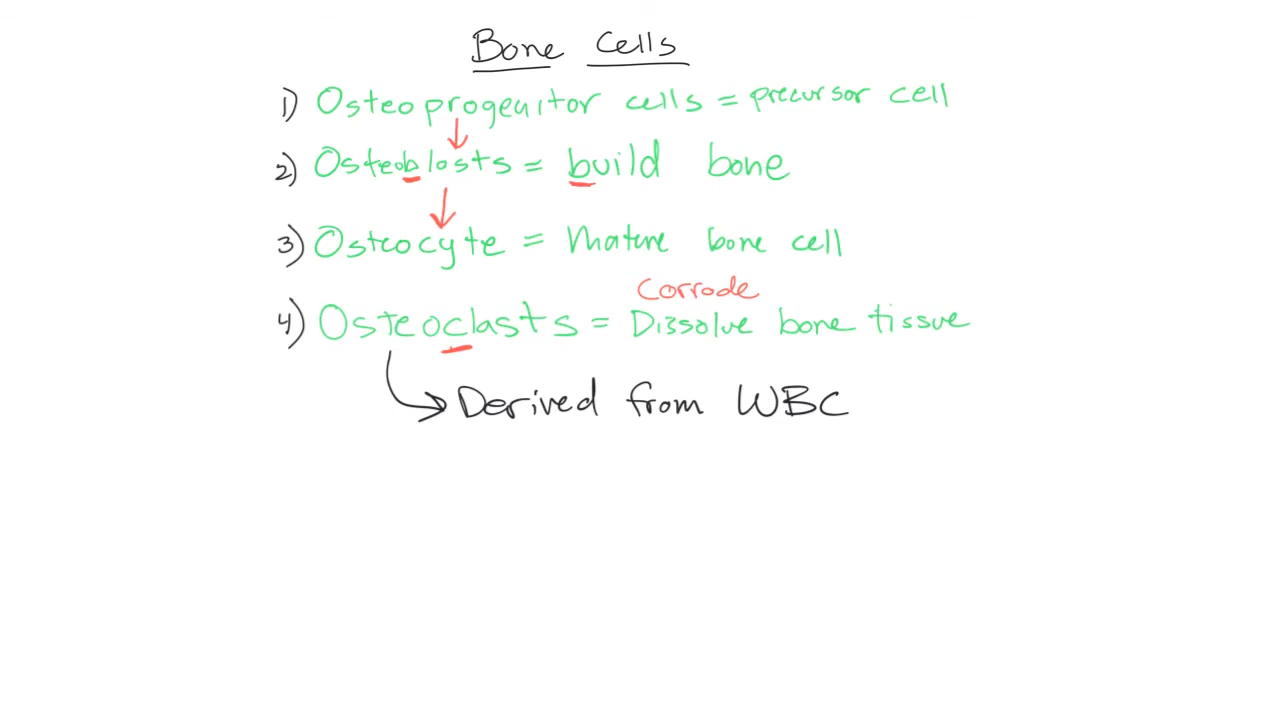 Bone Cells
1) Osteoprogenitor cells = precursor cell
2) Osteoblasts = build bone
3) Osteocyte = Mature bone cell
Corrode
4) Osteoclasts = Dissolve bone tissue
Derived from WBC